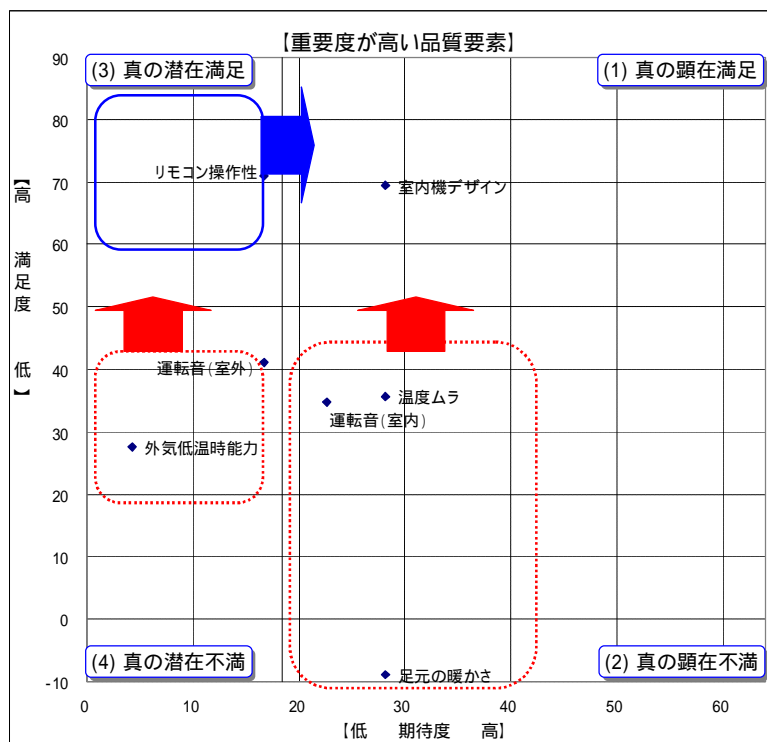 【重要度が高い品質要素】
(3) 真の潜在満足
(1) 真の顕在満足
リモコン操作性
室内機デザイン
運転音(室外)
温度ムラ
運転音(室内)
外気低温時能力
足元の暖かさ
(4) 真の潜在不満
(2) 真の顕在不満
【高 満足度 低】
90
80
70
60
50
40
30
20
10
0
-10
0
10
20
30
40
50
60
【低 期待度 高】